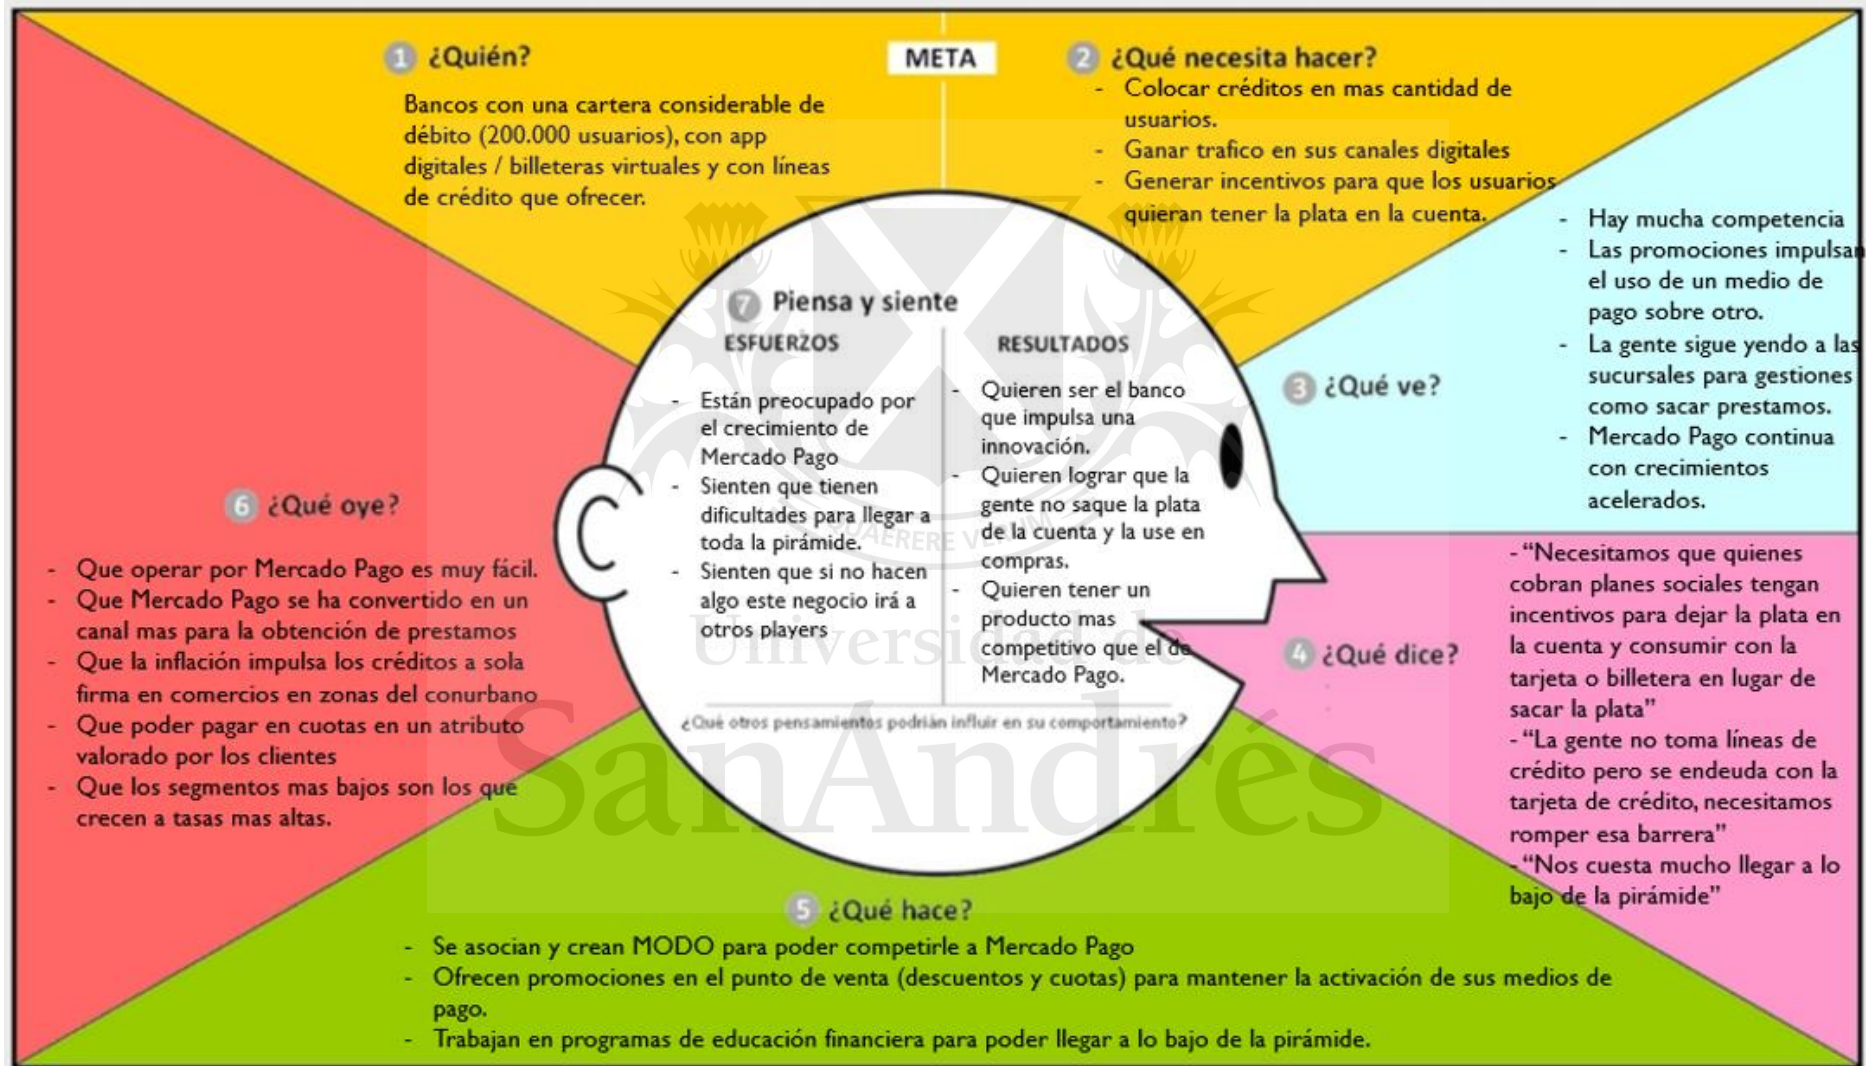 1 ¿Quién?
Bancos con una cartera considerable de
débito (200.000 usuarios), con app
digitales / billeteras virtuales y con líneas
de crédito que ofrecer.
META
2 ¿Qué necesita hacer?
- Colocar créditos en mas cantidad de
usuarios.
- Ganar trafico en sus canales digitales
- Generar incentivos para que los usuarios
quieran tener la plata en la cuenta.
3 ¿Qué ve?
- Hay mucha competencia
- Las promociones impulsan
el uso de un medio de
pago sobre otro.
- La gente sigue yendo a las
sucursales para gestiones
como sacar prestamos.
- Mercado Pago continua
con crecimientos
acelerados.
4 ¿Qué dice?
- “Necesitamos que quienes
cobran planes sociales tengan
incentivos para dejar la plata en
la cuenta y consumir con la
tarjeta o billetera en lugar de
sacar la plata”
- “La gente no toma líneas de
crédito pero se endeuda con la
tarjeta de crédito, necesitamos
romper esa barrera”
- “Nos cuesta mucho llegar a lo
bajo de la pirámide”
5 ¿Qué hace?
- Se asocian y crean MODO para poder competirle a Mercado Pago
- Ofrecen promociones en el punto de venta (descuentos y cuotas) para mantener la activación de sus medios de
pago.
- Trabajan en programas de educación financiera para poder llegar a lo bajo de la pirámide.
6 ¿Qué oye?
- Que operar por Mercado Pago es muy fácil.
- Que Mercado Pago se ha convertido en un
canal mas para la obtención de prestamos
- Que la inflación impulsa los créditos a sola
firma en comercios en zonas del conurbano
- Que poder pagar en cuotas en un atributo
valorado por los clientes
- Que los segmentos mas bajos son los que
crecen a tasas mas altas.
7 Piensa y siente
ESFUERZOS
- Están preocupado por
el crecimiento de
Mercado Pago
- Sienten que tienen
dificultades para llegar a
toda la pirámide.
- Sienten que si no hacen
algo este negocio irá a
otros players
RESULTADOS
- Quieren ser el banco
que impulsa una
innovación.
- Quieren lograr que la
gente no saque la plata
de la cuenta y la use en
compras.
- Quieren tener un
producto mas
competitivo que el de
Mercado Pago.
¿Qué otros pensamientos podrián influir en su comportamiento?
QUAERERE VERUM
Universidad de
SanAndrés